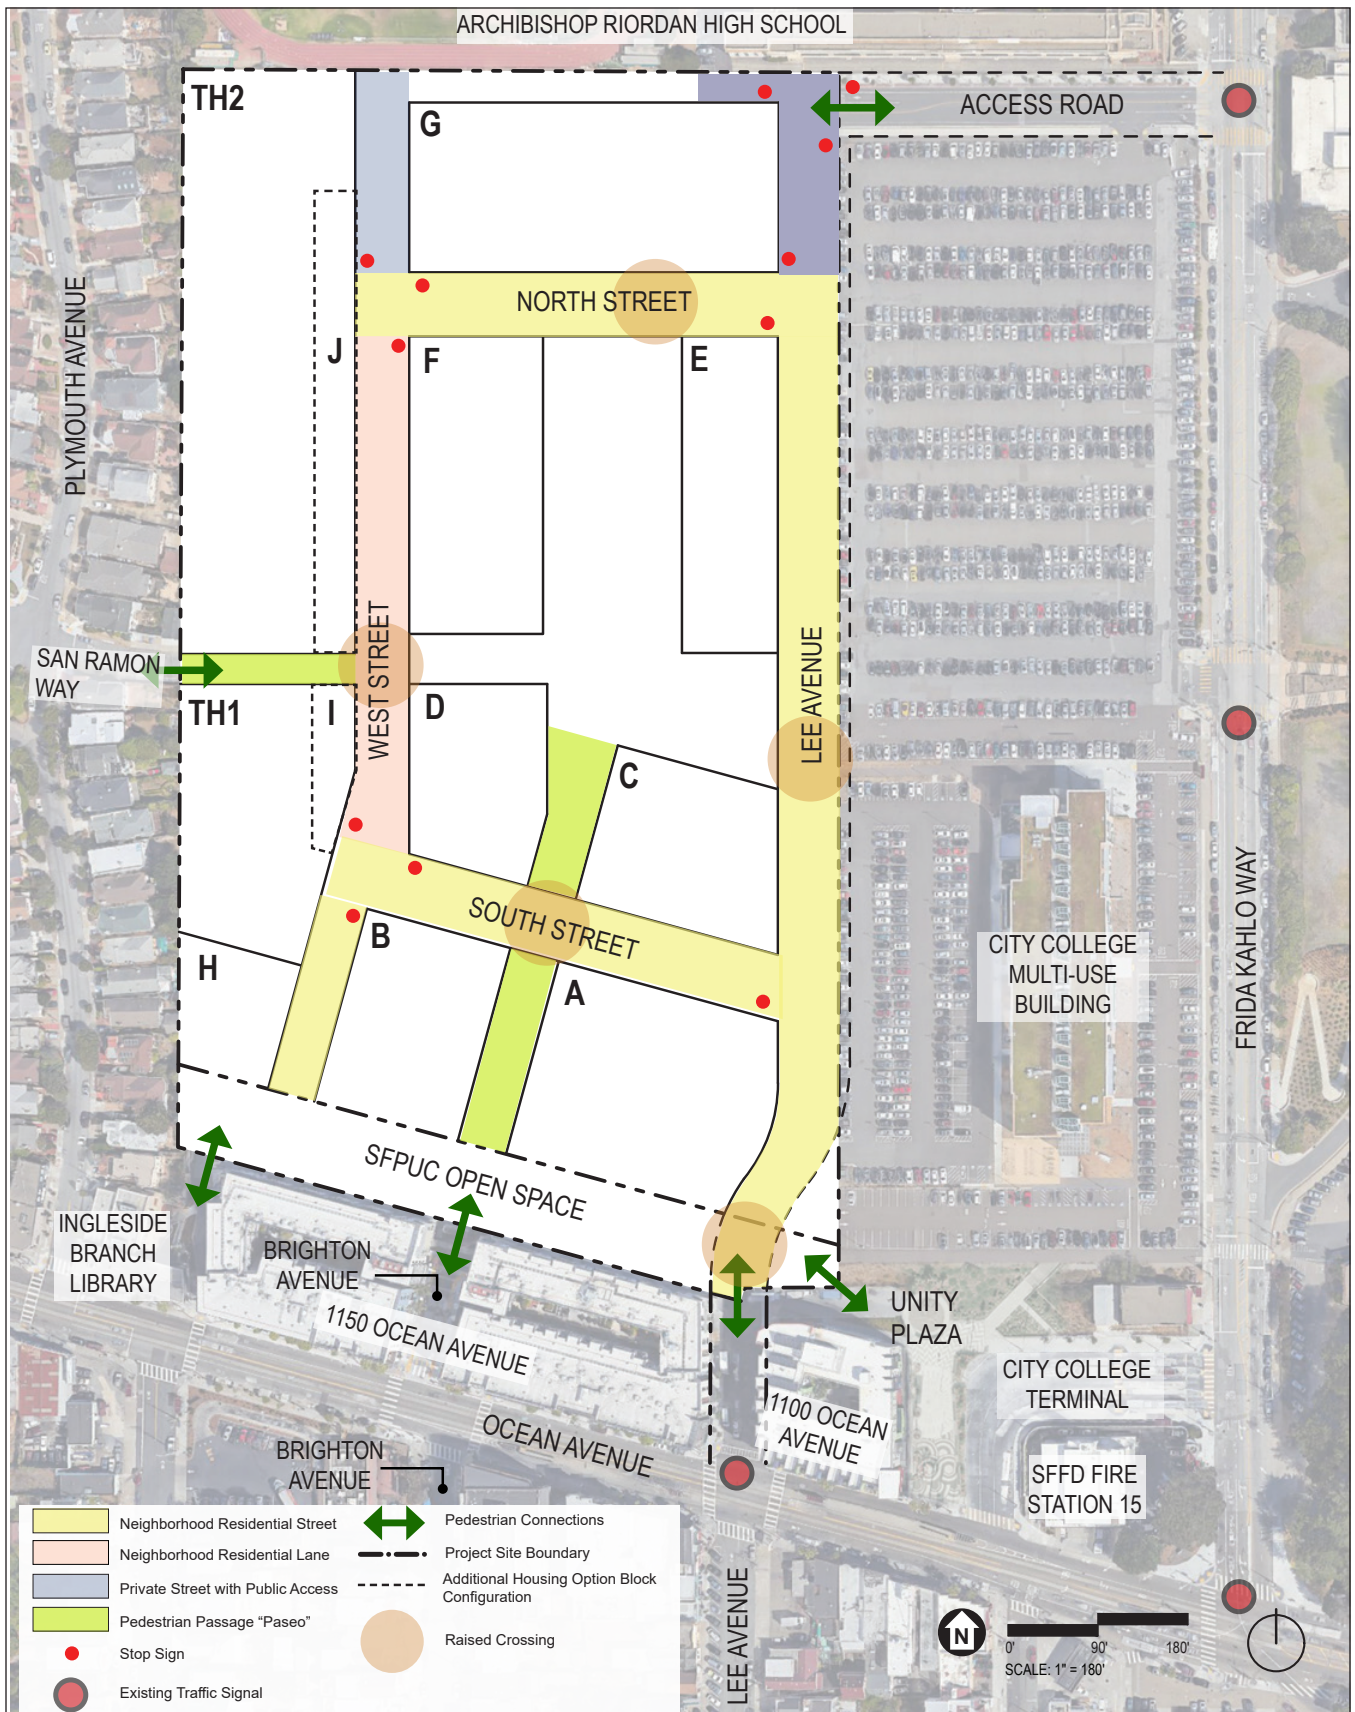 ARCHIBISHOP RIORDAN HIGH SCHOOL
TH2
G
ACCESS ROAD
PLYMOUTH AVENUE
NORTH STREET
J
F
E
SAN RAMON
WAY
WEST STREET
LEE AVENUE
TH1
I
D
C
FRIDA KAHLO WAY
SOUTH STREET
B
H
A
CITY COLLEGE
MULTI-USE
BUILDING
SFPUC OPEN SPACE
INGLESIDE
BRANCH
LIBRARY
BRIGHTON
AVENUE
1150 OCEAN AVENUE
UNITY
PLAZA
CITY COLLEGE
TERMINAL
1100 OCEAN
AVENUE
OCEAN AVENUE
BRIGHTON
AVENUE
SFFD FIRE
STATION 15
LEE AVENUE
Neighborhood Residential Street
Neighborhood Residential Lane
Private Street with Public Access
Pedestrian Passage “Paseo”
Stop Sign
Existing Traffic Signal
Pedestrian Connections
Project Site Boundary
Additional Housing Option Block
Configuration
Raised Crossing
N
0'
90'
180'
SCALE: 1" = 180'